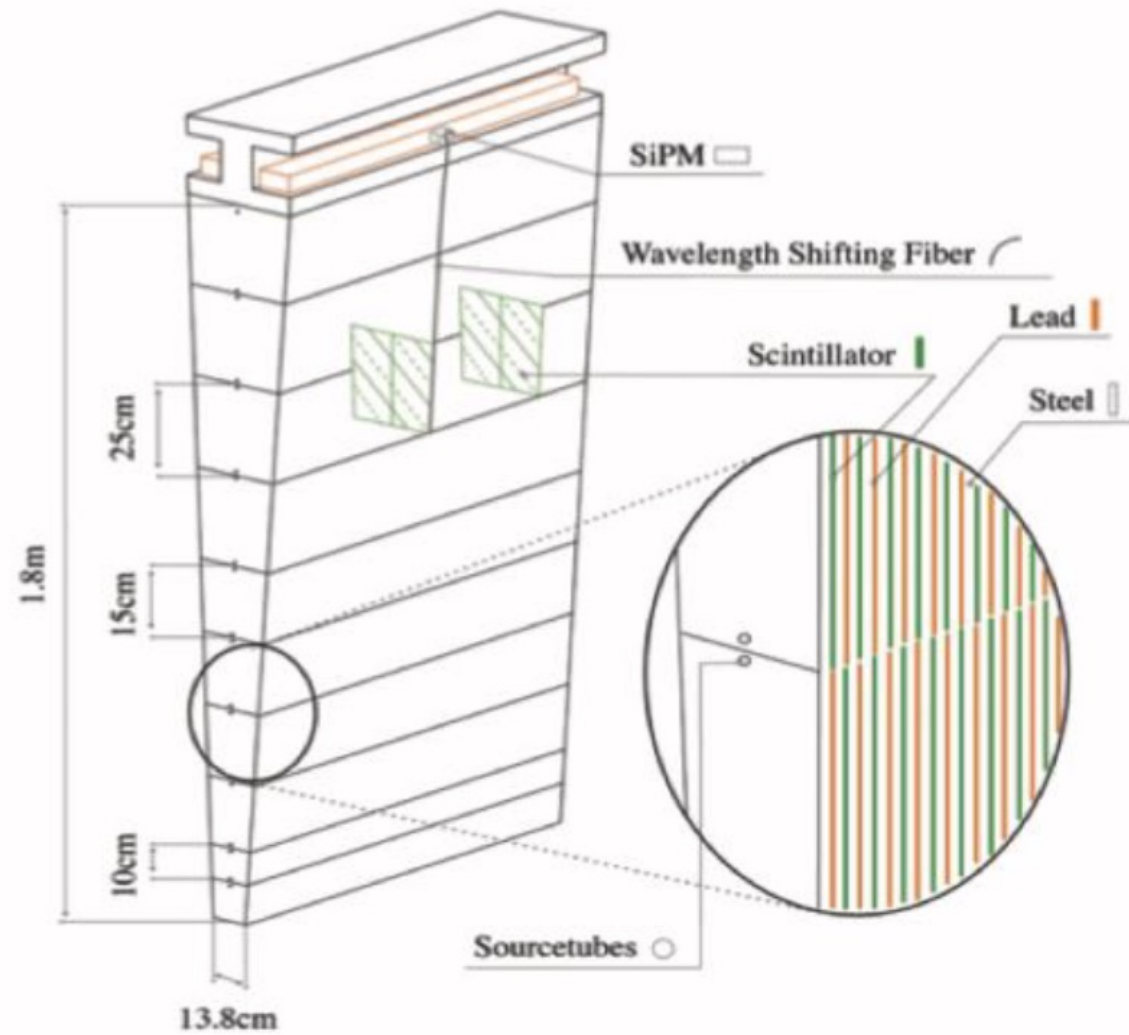 SiPM
Wavelength Shifting Fiber
Lead
Scintillator
Steel
25cm
1.8m
15cm
10cm
Sourcetubes
13.8cm